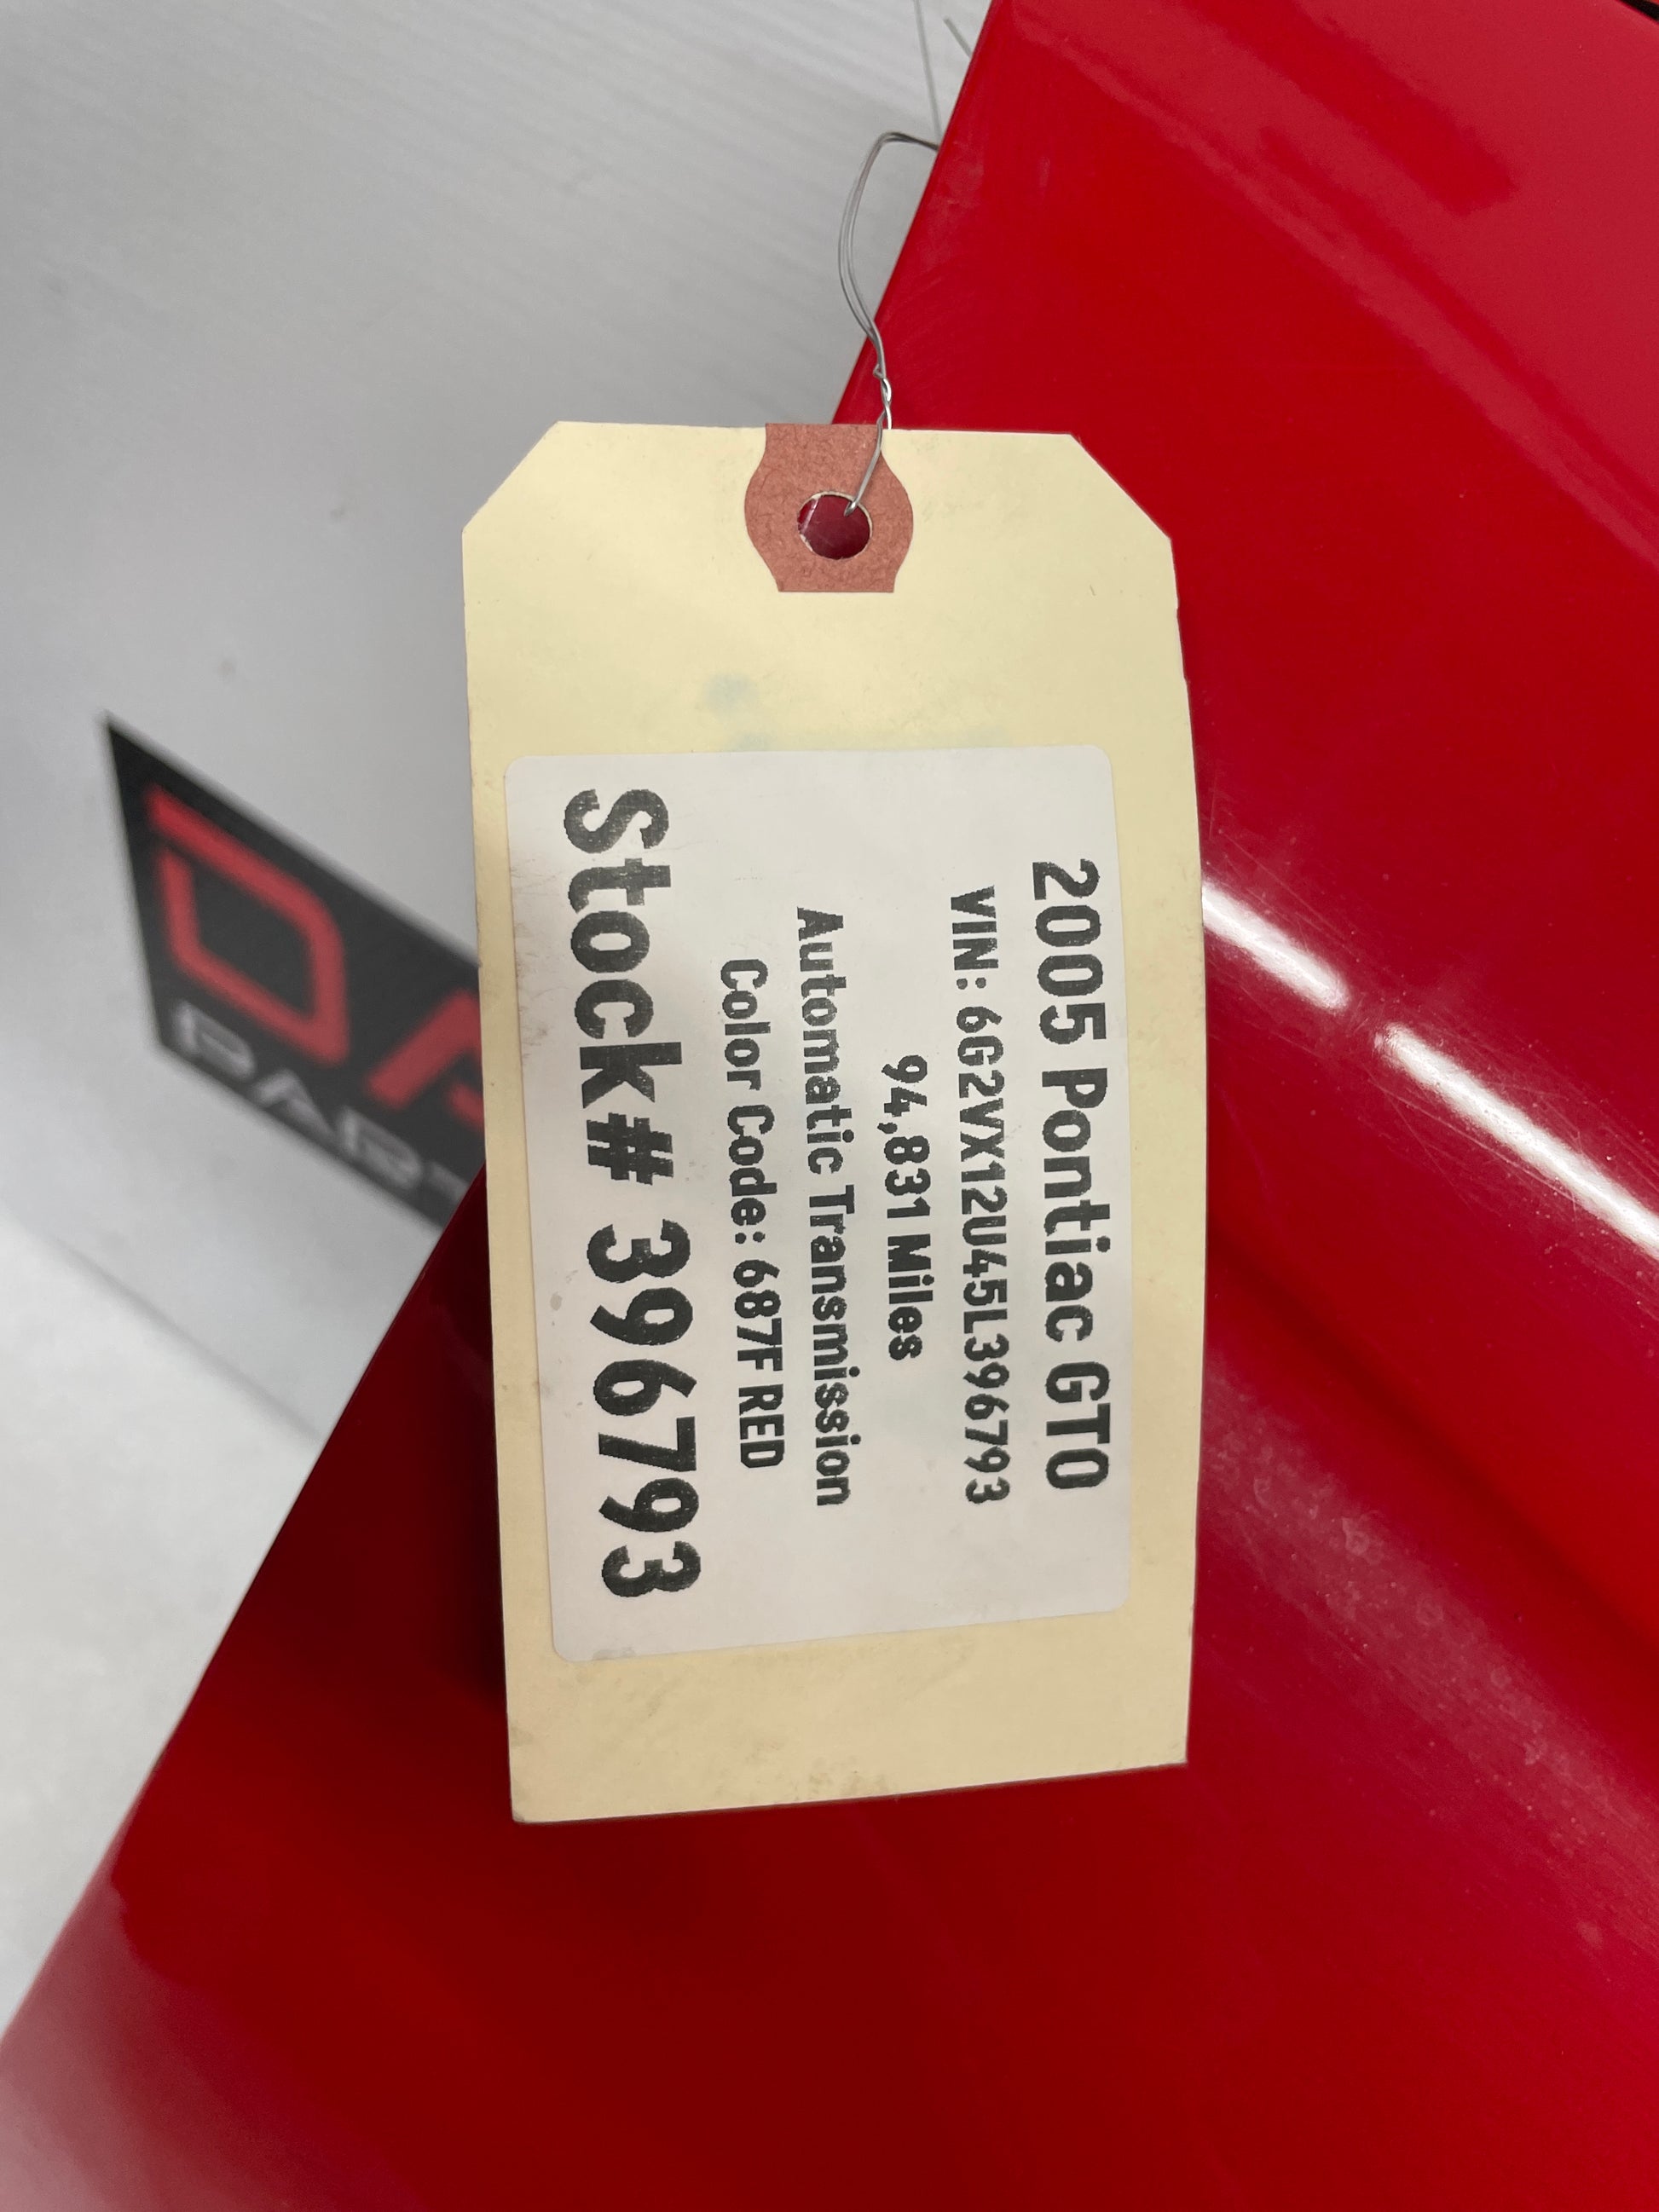 2005 Pontiac GTO
VIN: 6G2VX12U45L396793
94,831 Miles
Automatic Transmission
Color Code: 687F RED
Stock# 396793